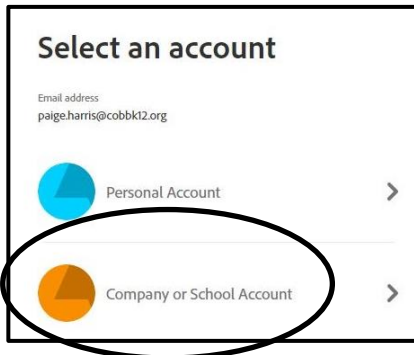 Select an account
Email address
paige.harris@cobbk12.org
Personal Account
Company or School Account